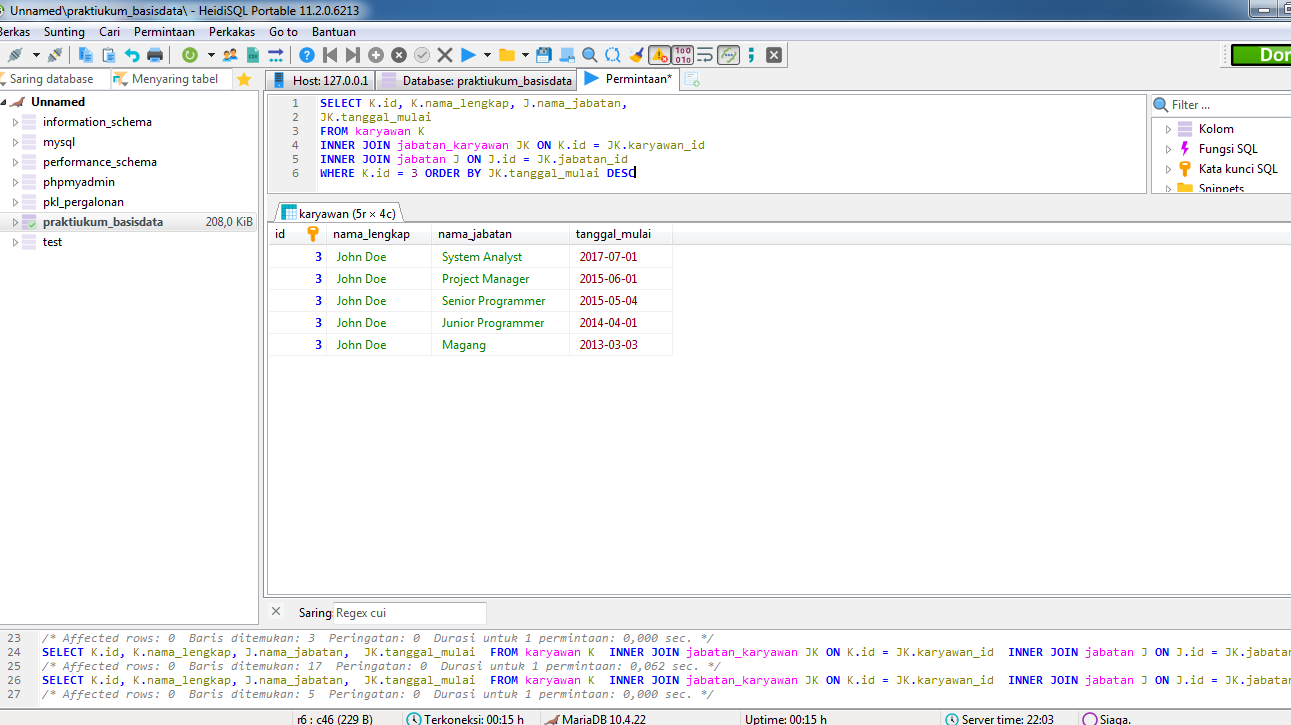 Unnamed\praktiukum_basisdata\ - HeidiSQL Portable 11.2.0.6213
Berkas Sunting Cari Permintaan Perkakas Go to Bantuan
Saring database Menyaring tabel
Host: 127.0.0.1 Database: praktiukum_basisdata Permintaan*
Unnamed
information_schema
mysql
performance_schema
phpmyadmin
pkl_pergalonan
praktiukum_basisdata 208,0 KiB
test
1 SELECT K.id, K.nama_lengkap, J.nama_jabatan,
2 JK.tanggal_mulai
3 FROM karyawan K
4 INNER JOIN jabatan_karyawan JK ON K.id = JK.karyawan_id
5 INNER JOIN jabatan J ON J.id = JK.jabatan_id
6 WHERE K.id = 3 ORDER BY JK.tanggal_mulai DESC
Filter ...
Kolom
Fungsi SQL
Kata kunci SQL
Snippets
karyawan (5r × 4c)
id nama_lengkap nama_jabatan tanggal_mulai
3 John Doe System Analyst 2017-07-01
3 John Doe Project Manager 2015-06-01
3 John Doe Senior Programmer 2015-05-04
3 John Doe Junior Programmer 2014-04-01
3 John Doe Magang 2013-03-03
Saring: Regex cui
23 /* Affected rows: 0 Baris ditemukan: 3 Peringatan: 0 Durasi untuk 1 permintaan: 0,000 sec. */
24 SELECT K.id, K.nama_lengkap, J.nama_jabatan, JK.tanggal_mulai FROM karyawan K INNER JOIN jabatan_karyawan JK ON K.id = JK.karyawan_id INNER JOIN jabatan J ON J.id = JK.jabatan
25 /* Affected rows: 0 Baris ditemukan: 17 Peringatan: 0 Durasi untuk 1 permintaan: 0,062 sec. */
26 SELECT K.id, K.nama_lengkap, J.nama_jabatan, JK.tanggal_mulai FROM karyawan K INNER JOIN jabatan_karyawan JK ON K.id = JK.karyawan_id INNER JOIN jabatan J ON J.id = JK.jabatan
27 /* Affected rows: 0 Baris ditemukan: 5 Peringatan: 0 Durasi untuk 1 permintaan: 0,000 sec. */
r6 : c46 (229 B) Terkoneksi: 00:15 h MariaDB 10.4.22 Uptime: 00:15 h Server time: 22:03 Siaga.